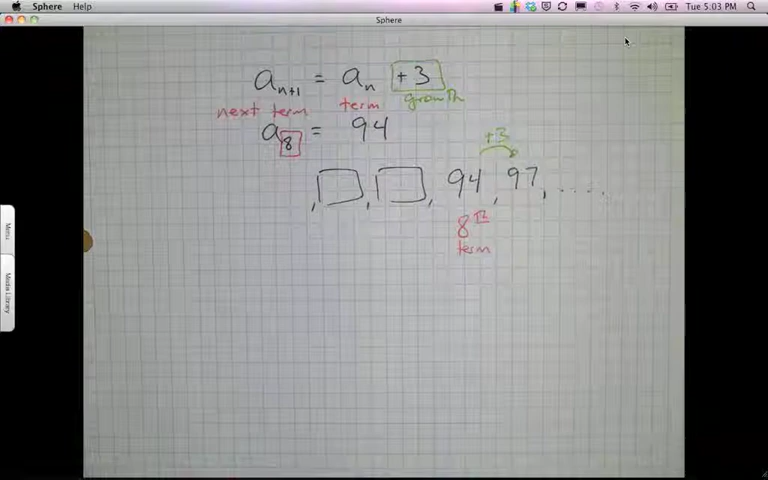 Sphere Help Tue 5:03 PM
Sphere
aₙ₊₁ = aₙ +3
next term term growth
a₈ = 94
+3
, □, □, 94, 97, ....
8th
term
Menu
Media Library